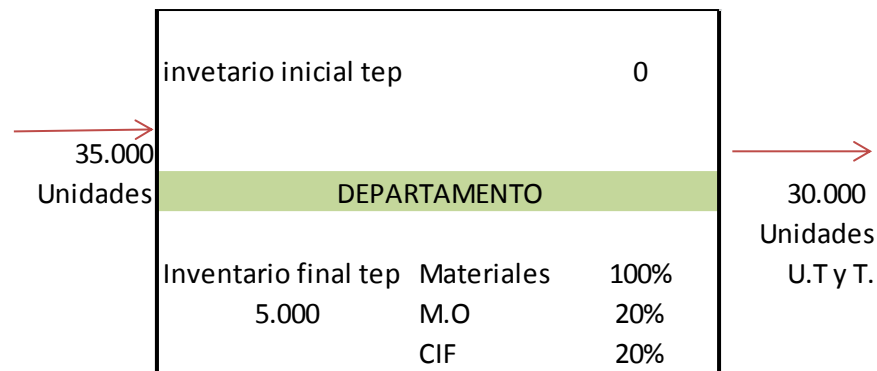 invetario inicial tep 0
35.000
Unidades DEPARTAMENTO 30.000
Unidades
Inventario final tep Materiales 100% U.T y T.
5.000 M.O 20%
CIF 20%